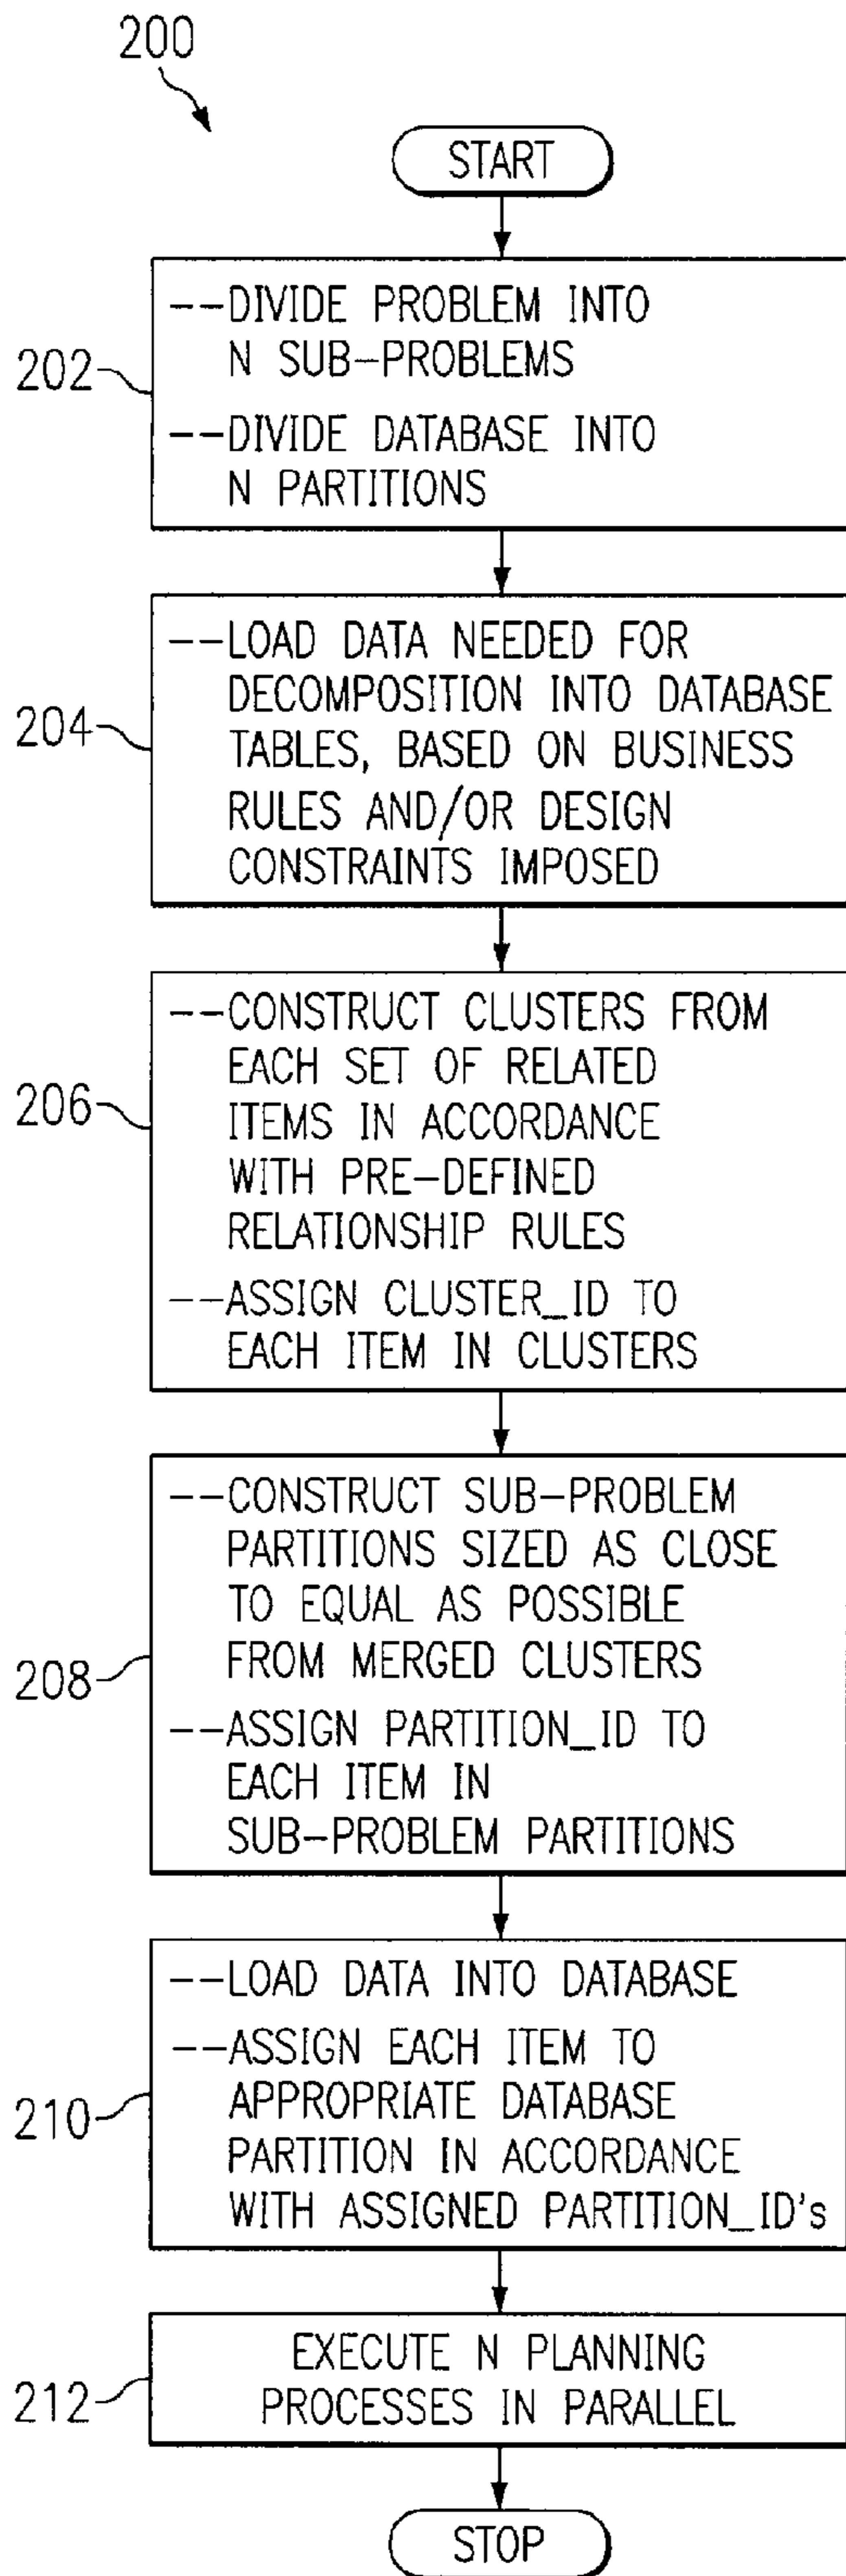 200
START
202
--DIVIDE PROBLEM INTO
N SUB-PROBLEMS
--DIVIDE DATABASE INTO
N PARTITIONS
204
--LOAD DATA NEEDED FOR
DECOMPOSITION INTO DATABASE
TABLES, BASED ON BUSINESS
RULES AND/OR DESIGN
CONSTRAINTS IMPOSED
206
--CONSTRUCT CLUSTERS FROM
EACH SET OF RELATED
ITEMS IN ACCORDANCE
WITH PRE-DEFINED
RELATIONSHIP RULES
--ASSIGN CLUSTER_ID TO
EACH ITEM IN CLUSTERS
208
--CONSTRUCT SUB-PROBLEM
PARTITIONS SIZED AS CLOSE
TO EQUAL AS POSSIBLE
FROM MERGED CLUSTERS
--ASSIGN PARTITION_ID TO
EACH ITEM IN
SUB-PROBLEM PARTITIONS
210
--LOAD DATA INTO DATABASE
--ASSIGN EACH ITEM TO
APPROPRIATE DATABASE
PARTITION IN ACCORDANCE
WITH ASSIGNED PARTITION_ID's
212
EXECUTE N PLANNING
PROCESSES IN PARALLEL
STOP